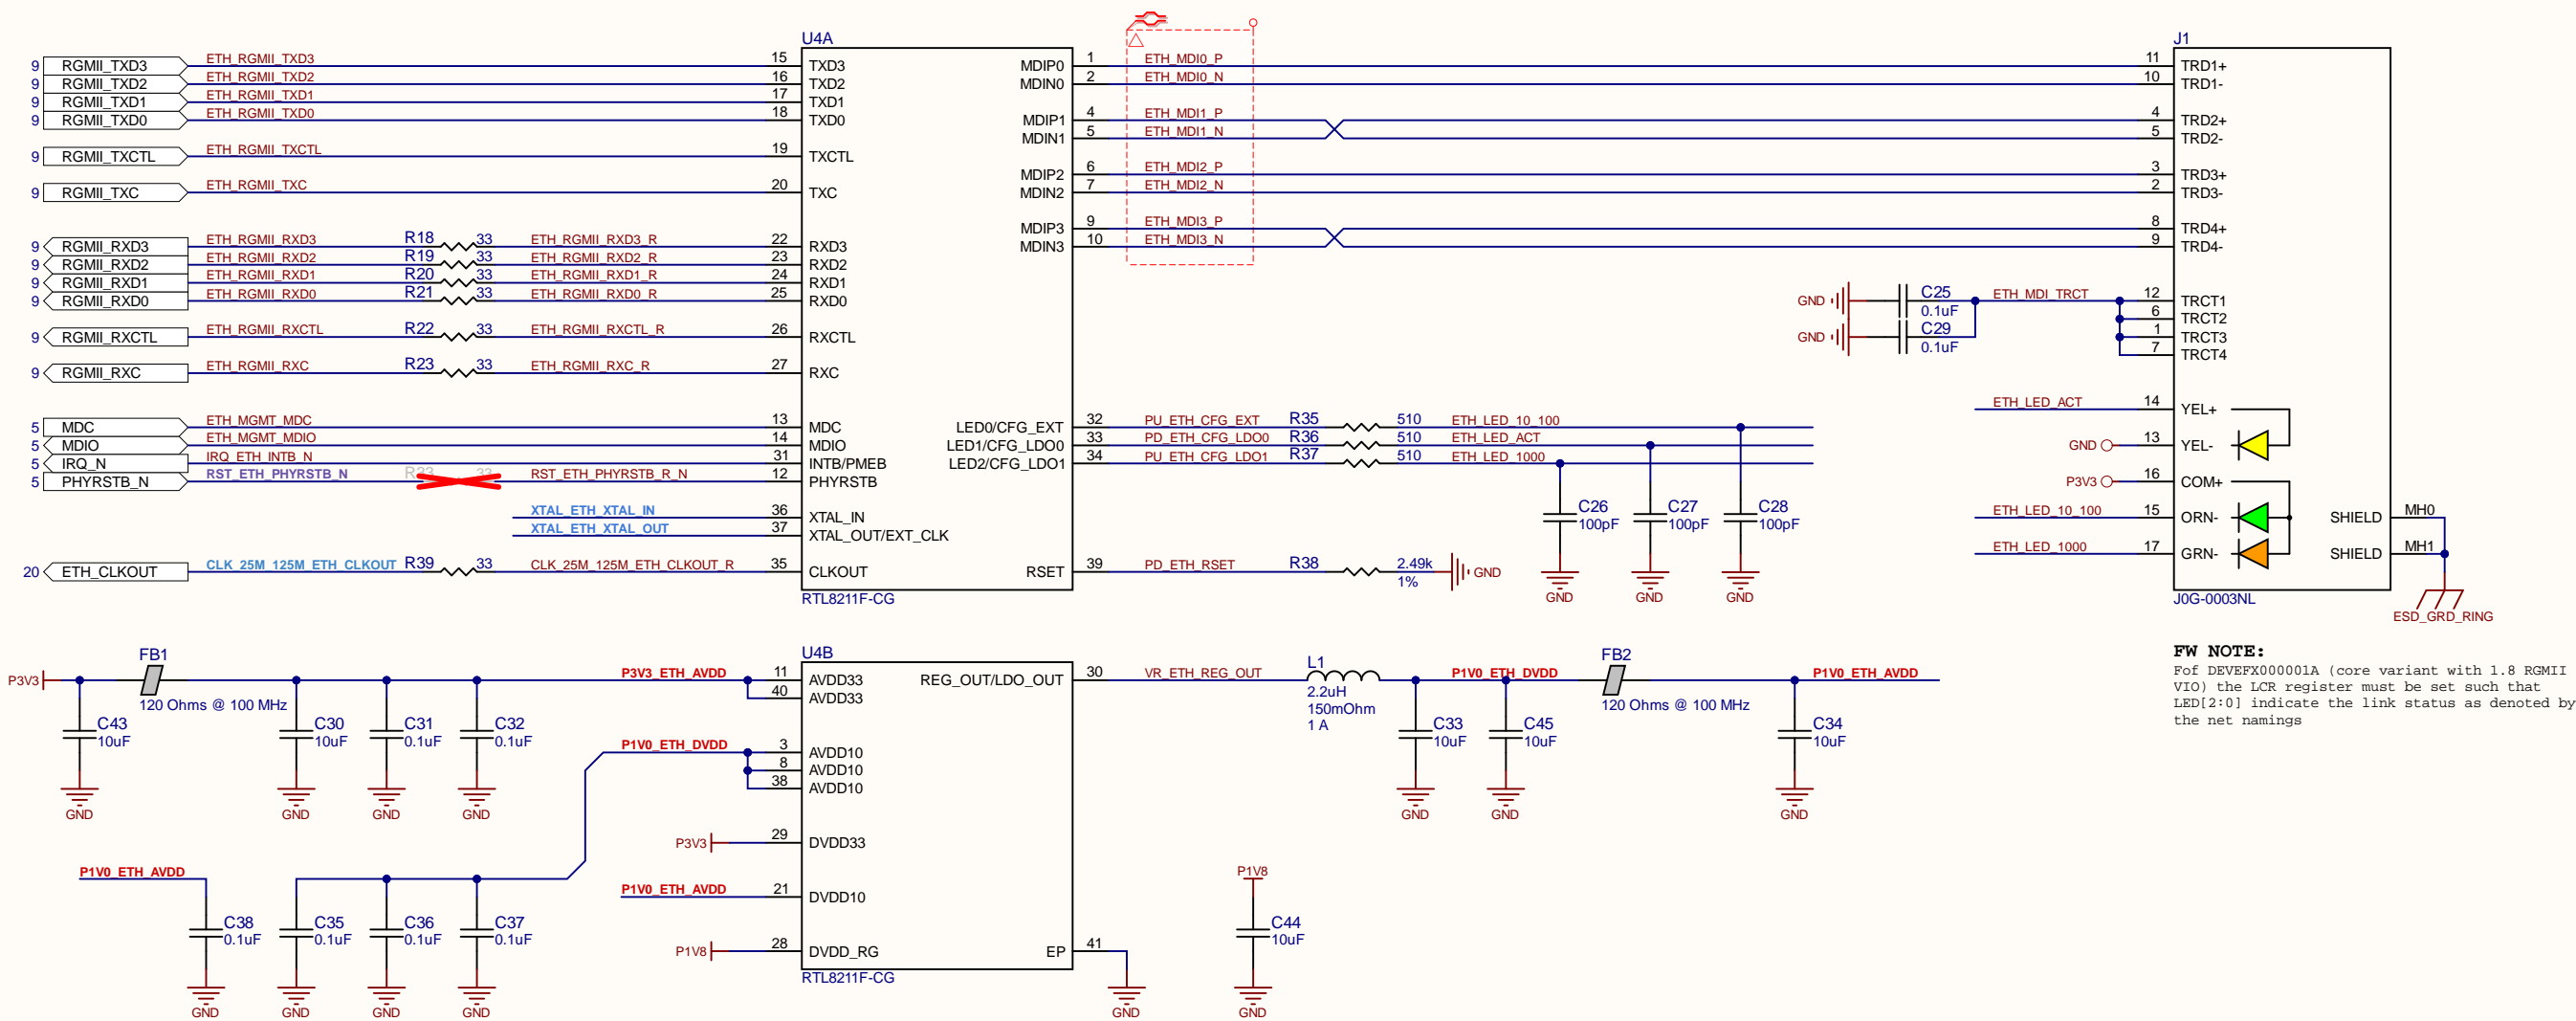 U4A
J1
9 RGMII_TXD3 ETH_RGMII_TXD3 15 TXD3 MDIP0 1 ETH_MDI0_P 11 TRD1+
9 RGMII_TXD2 ETH_RGMII_TXD2 16 TXD2 MDIN0 2 ETH_MDI0_N 10 TRD1-
9 RGMII_TXD1 ETH_RGMII_TXD1 17 TXD1
9 RGMII_TXD0 ETH_RGMII_TXD0 18 TXD0 MDIP1 4 ETH_MDI1_P 4 TRD2+
MDIN1 5 ETH_MDI1_N 5 TRD2-
9 RGMII_TXCTL ETH_RGMII_TXCTL 19 TXCTL
MDIP2 6 ETH_MDI2_P 3 TRD3+
9 RGMII_TXC ETH_RGMII_TXC 20 TXC MDIN2 7 ETH_MDI2_N 2 TRD3-
MDIP3 9 ETH_MDI3_P 8 TRD4+
9 RGMII_RXD3 ETH_RGMII_RXD3 R18 33 ETH_RGMII_RXD3_R 22 RXD3 MDIN3 10 ETH_MDI3_N 9 TRD4-
9 RGMII_RXD2 ETH_RGMII_RXD2 R19 33 ETH_RGMII_RXD2_R 23 RXD2
9 RGMII_RXD1 ETH_RGMII_RXD1 R20 33 ETH_RGMII_RXD1_R 24 RXD1
9 RGMII_RXD0 ETH_RGMII_RXD0 R21 33 ETH_RGMII_RXD0_R 25 RXD0 GND C25 0.1uF ETH_MDI_TRCT 12 TRCT1
6 TRCT2
9 RGMII_RXCTL ETH_RGMII_RXCTL R22 33 ETH_RGMII_RXCTL_R 26 RXCTL GND C29 0.1uF 1 TRCT3
7 TRCT4
9 RGMII_RXC ETH_RGMII_RXC R23 33 ETH_RGMII_RXC_R 27 RXC
ETH_LED_ACT 14 YEL+
5 MDC ETH_MGMT_MDC 13 MDC LED0/CFG_EXT 32 PU_ETH_CFG_EXT R35 510 ETH_LED_10_100
5 MDIO ETH_MGMT_MDIO 14 MDIO LED1/CFG_LDO0 33 PD_ETH_CFG_LDO0 R36 510 ETH_LED_ACT GND 13 YEL-
5 IRQ_N IRQ_ETH_INTB_N 31 INTB/PMEB LED2/CFG_LDO1 34 PU_ETH_CFG_LDO1 R37 510 ETH_LED_1000
5 PHYRSTB_N RST_ETH_PHYRSTB_N R23 33 RST_ETH_PHYRSTB_R_N 12 PHYRSTB P3V3 16 COM+
XTAL_ETH_XTAL_IN 36 XTAL_IN C26 C27 C28 ETH_LED_10_100 15 ORN- SHIELD MH0
XTAL_ETH_XTAL_OUT 37 XTAL_OUT/EXT_CLK 100pF 100pF 100pF
ETH_LED_1000 17 GRN- SHIELD MH1
20 ETH_CLKOUT CLK_25M_125M_ETH_CLKOUT R39 33 CLK_25M_125M_ETH_CLKOUT_R 35 CLKOUT RSET 39 PD_ETH_RSET R38 2.49k 1% GND
GND GND GND
RTL8211F-CG
J0G-0003NL
ESD_GRD_RING
FW NOTE:
Fof DEVEFX000001A (core variant with 1.8 RGMII
VIO) the LCR register must be set such that
LED[2:0] indicate the link status as denoted by
the net namings
U4B
P3V3 FB1 P3V3_ETH_AVDD 11 AVDD33 REG_OUT/LDO_OUT 30 VR_ETH_REG_OUT L1 P1V0_ETH_DVDD FB2 P1V0_ETH_AVDD
120 Ohms @ 100 MHz 40 AVDD33 2.2uH 120 Ohms @ 100 MHz
150mOhm
1 A
C43 C30 C31 C32 C33 C45 C34
10uF 10uF 0.1uF 0.1uF 10uF 10uF 10uF
P1V0_ETH_DVDD 3 AVDD10
8 AVDD10
38 AVDD10
GND GND GND GND GND GND GND
P3V3 29 DVDD33
P1V0_ETH_AVDD P1V8
P1V0_ETH_AVDD 21 DVDD10
C38 C35 C36 C37 C44
0.1uF 0.1uF 0.1uF 0.1uF 10uF
P1V8 28 DVDD_RG EP 41
RTL8211F-CG
GND GND GND GND GND GND